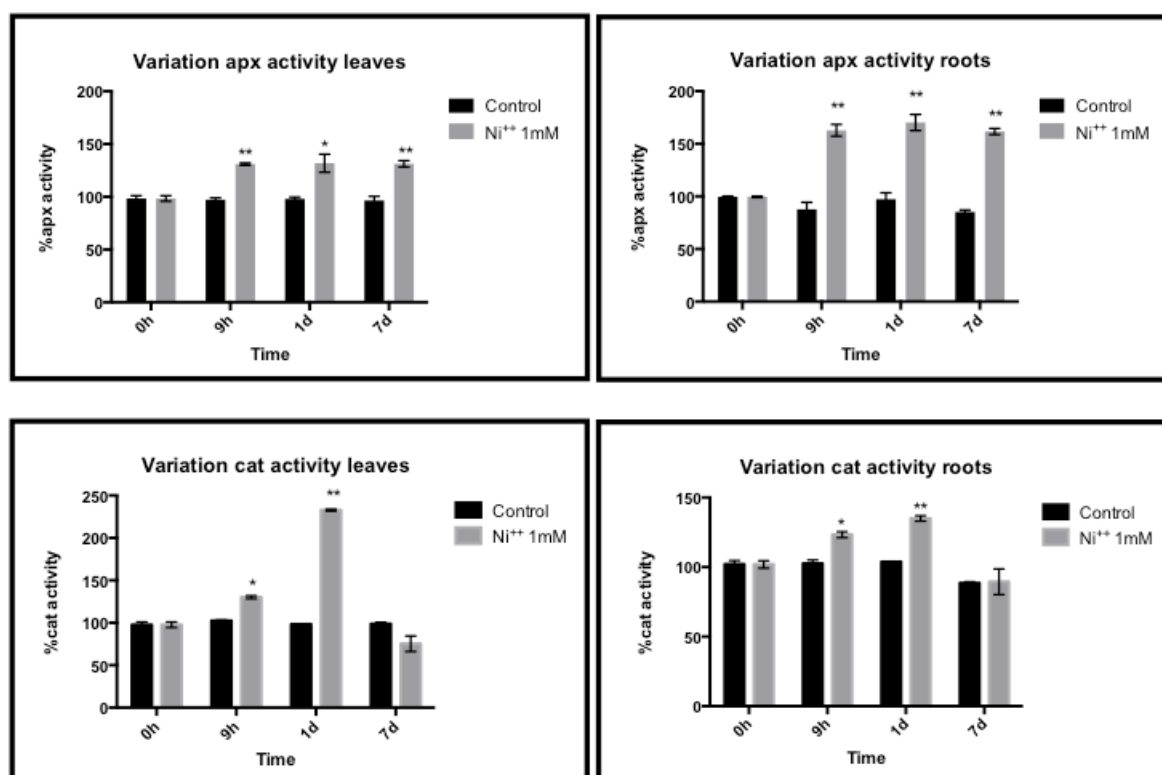 Variation apx activity leaves
200
150
100
50
0
%apx activity
**
*
**
Control
Ni⁺⁺ 1mM
0h
9h
1d
7d
Time
Variation apx activity roots
200
150
100
50
0
%apx activity
**
**
**
Control
Ni⁺⁺ 1mM
0h
9h
1d
7d
Time
Variation cat activity leaves
250
200
150
100
50
0
%cat activity
*
**
Control
Ni⁺⁺ 1mM
0h
9h
1d
7d
Time
Variation cat activity roots
150
100
50
0
%cat activity
*
**
Control
Ni⁺⁺ 1mM
0h
9h
1d
7d
Time